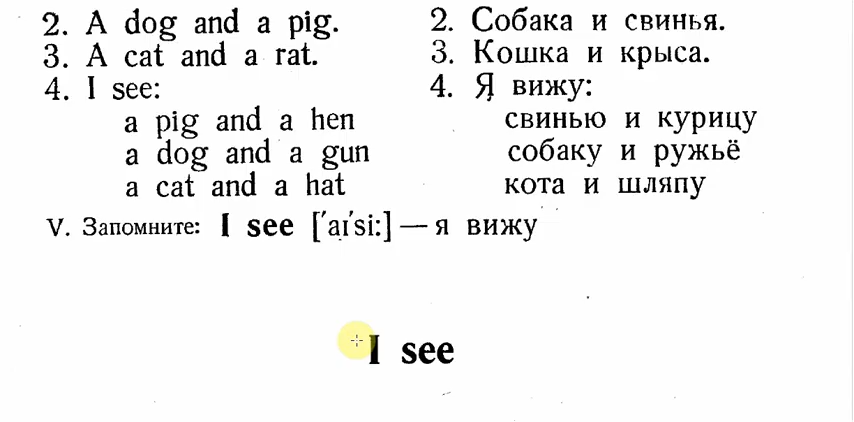 2. A dog and a pig.
3. A cat and a rat.
4. I see:
a pig and a hen
a dog and a gun
a cat and a hat
2. Собака и свинья.
3. Кошка и крыса.
4. Я вижу:
свинью и курицу
собаку и ружьё
кота и шляпу
V. Запомните: I see [ˈaɪˈsi:] — я вижу
I see